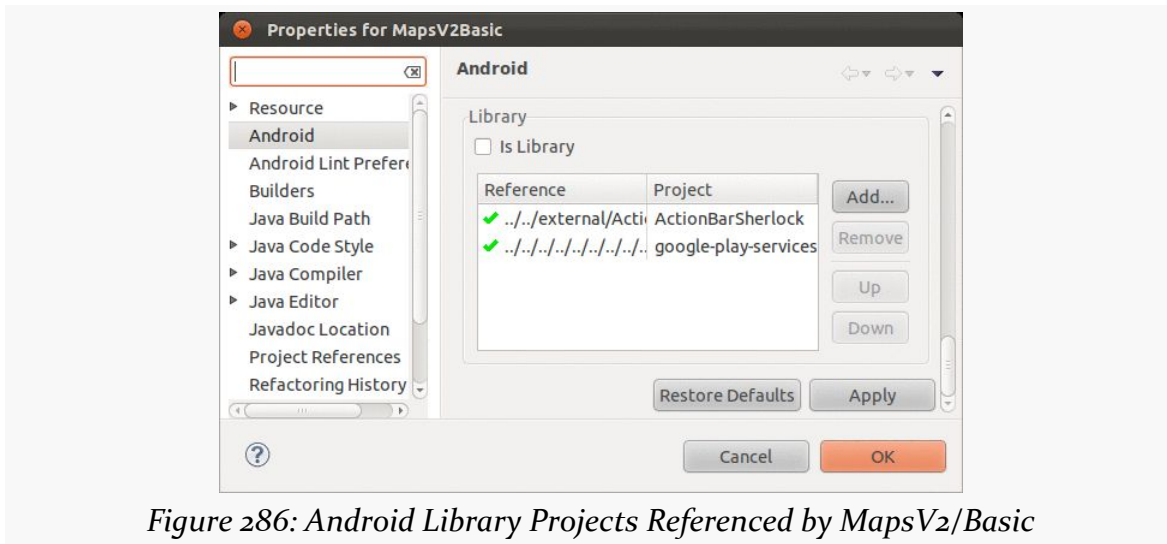 Properties for MapsV2Basic
Android
Resource
Android
Android Lint Prefere
Builders
Java Build Path
Java Code Style
Java Compiler
Java Editor
Javadoc Location
Project References
Refactoring History
Library
Is Library
Reference Project
../../external/Actio ActionBarSherlock
../../../../../../../../.. google-play-services
Add...
Remove
Up
Down
Restore Defaults Apply
? Cancel OK
Figure 286: Android Library Projects Referenced by MapsV2/Basic